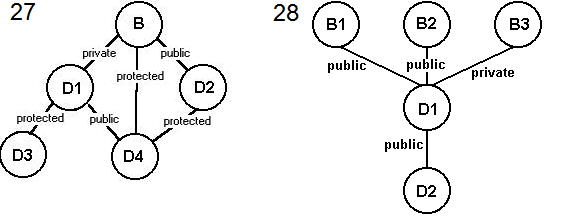 27
B
private
public
protected
D1
D2
protected
public
protected
D3
D4
28
B1
B2
B3
public
public
private
D1
public
D2